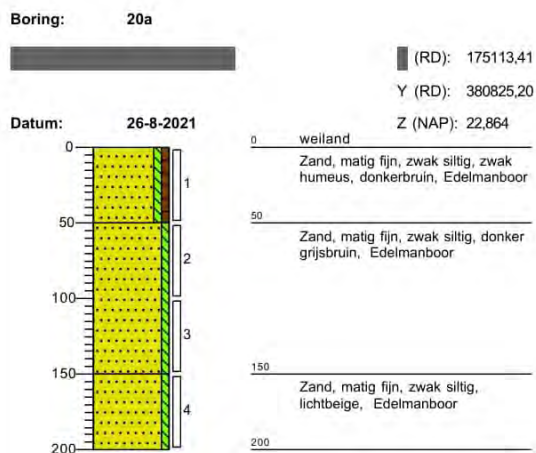 Boring: 20a
(RD): 175113,41
Y (RD): 380825,20
Datum: 26-8-2021
Z (NAP): 22,864
0
0 weiland
Zand, matig fijn, zwak siltig, zwak
humeus, donkerbruin, Edelmanboor
1
50
50
Zand, matig fijn, zwak siltig, donker
grijsbruin, Edelmanboor
2
100
3
150
150
Zand, matig fijn, zwak siltig,
lichtbeige, Edelmanboor
4
200
200